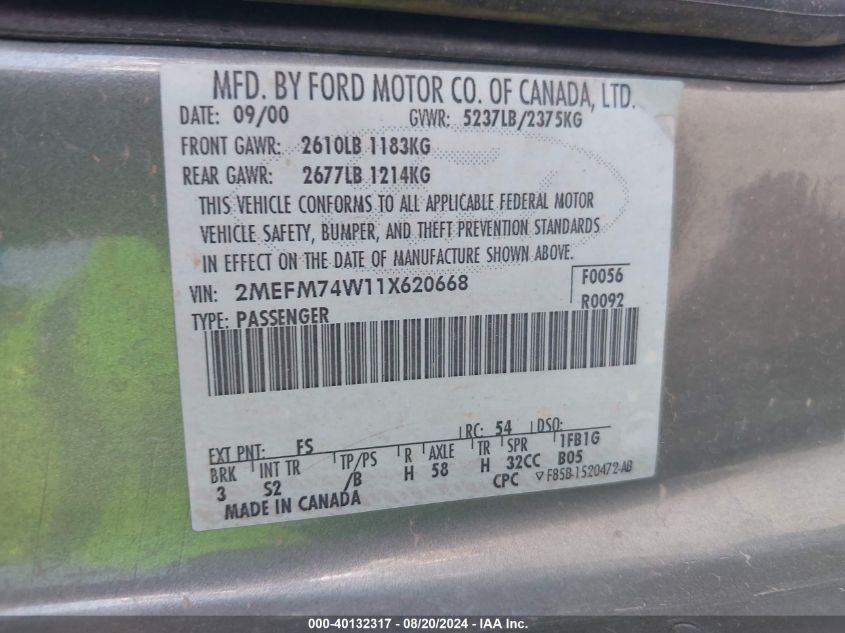 MFD. BY FORD MOTOR CO. OF CANADA, LTD.
DATE: 09/00 GVWR: 5237LB/2375KG
FRONT GAWR: 2610LB 1183KG
REAR GAWR: 2677LB 1214KG
THIS VEHICLE CONFORMS TO ALL APPLICABLE FEDERAL MOTOR
VEHICLE SAFETY, BUMPER, AND THEFT PREVENTION STANDARDS
IN EFFECT ON THE DATE OF MANUFACTURE SHOWN ABOVE.
VIN: 2MEFM74W11X620668 F0056
TYPE: PASSENGER R0092
EXT PNT: FS RC: 54 DSO:
BRK INT TR TP/PS R AXLE TR SPR 1FB1G
3 S2 /B H 58 H 32CC B05
MADE IN CANADA CPC ▽F85B-1520472-AB
000-40132317 - 08/20/2024 - © IAA Holdings, LLC.